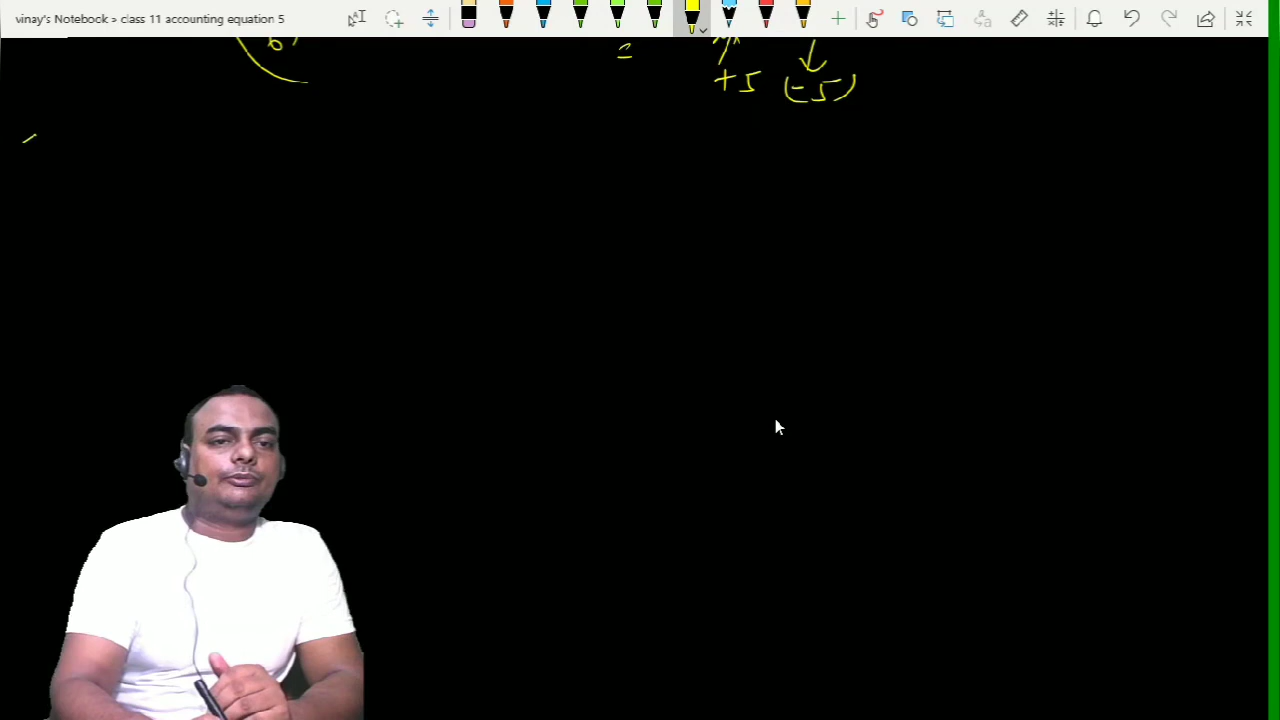 vinay's Notebook > class 11 accounting equation 5
=
+5 (-5)